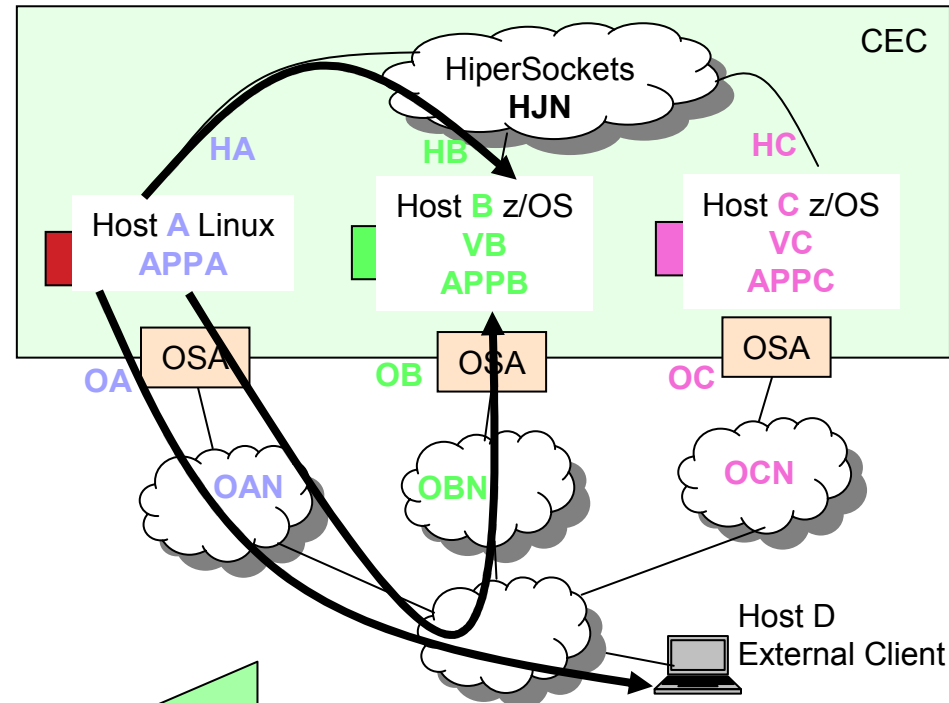 CEC
HiperSockets
HJN
HA
HB
HC
Host A Linux
APPA
Host B z/OS
VB
APPB
Host C z/OS
VC
APPC
OSA
OSA
OSA
OA
OB
OC
OAN
OBN
OCN
Host D
External Client